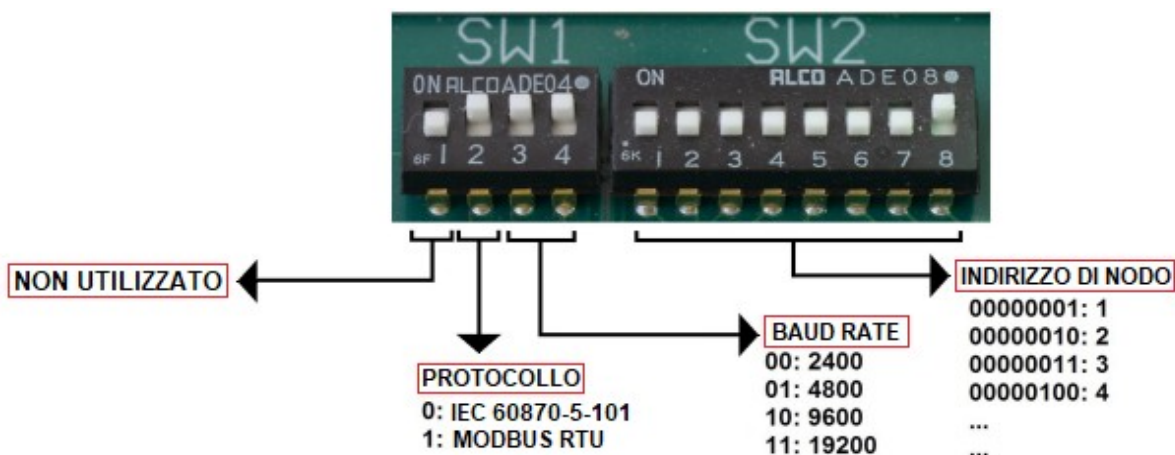 SW1 SW2
ON ALCO ADE04 ON ALCO ADE08
6F 1 2 3 4 6K 1 2 3 4 5 6 7 8
NON UTILIZZATO
PROTOCOLLO
0: IEC 60870-5-101
1: MODBUS RTU
BAUD RATE
00: 2400
01: 4800
10: 9600
11: 19200
INDIRIZZO DI NODO
00000001: 1
00000010: 2
00000011: 3
00000100: 4
...
...